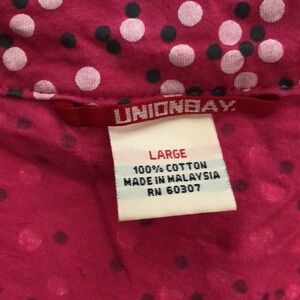 UNIONBAY.
LARGE
100% COTTON
MADE IN MALAYSIA
RN 60307